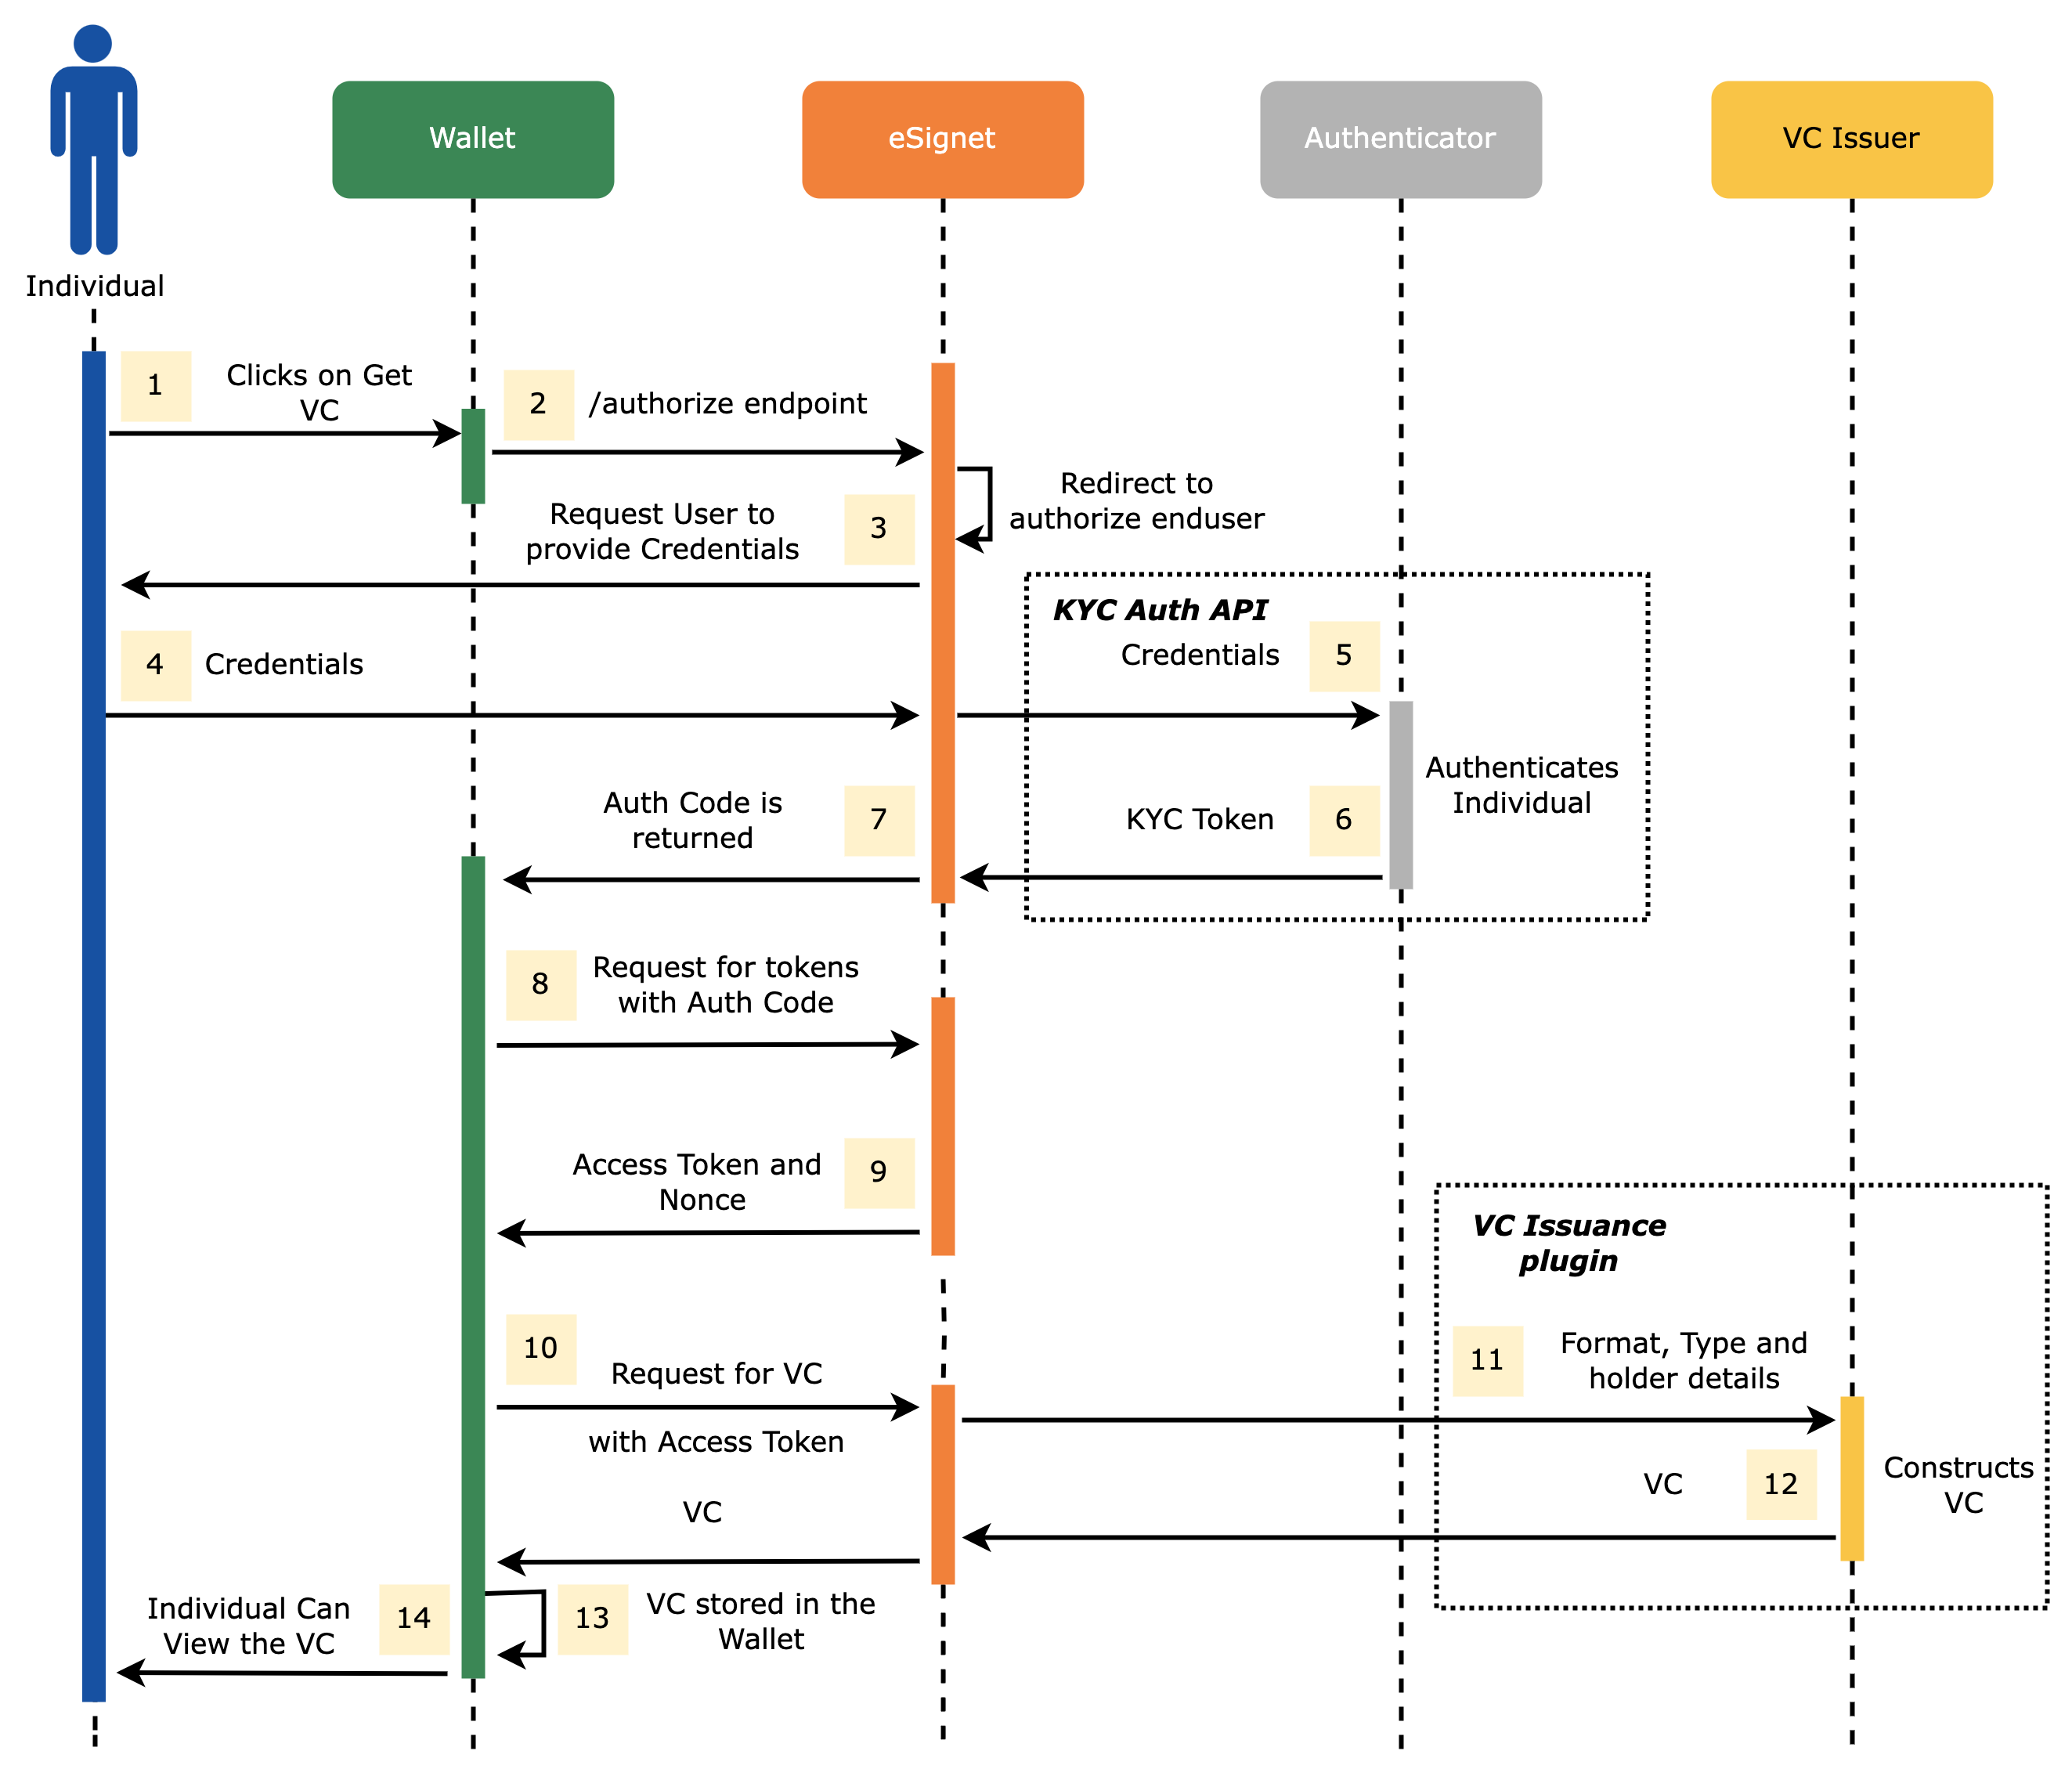 Wallet
eSignet
Authenticator
VC Issuer
Individual
1
Clicks on Get
VC
2
/authorize endpoint
Redirect to
authorize enduser
Request User to
provide Credentials
3
KYC Auth API
4
Credentials
Credentials
5
Authenticates
Individual
Auth Code is
returned
7
KYC Token
6
8
Request for tokens
with Auth Code
Access Token and
Nonce
9
VC Issuance
plugin
10
Request for VC
with Access Token
11
Format, Type and
holder details
VC
12
Constructs
VC
VC
Individual Can
View the VC
14
13
VC stored in the
Wallet